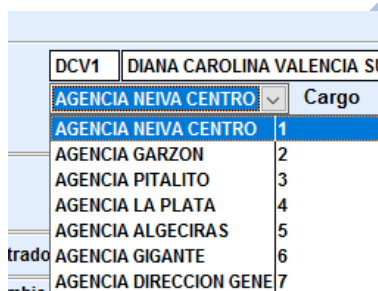 DCV1 DIANA CAROLINA VALENCIA
AGENCIA NEIVA CENTRO Cargo
AGENCIA NEIVA CENTRO 1
AGENCIA GARZON 2
AGENCIA PITALITO 3
AGENCIA LA PLATA 4
AGENCIA ALGECIRAS 5
trado AGENCIA GIGANTE 6
AGENCIA DIRECCION GENE 7